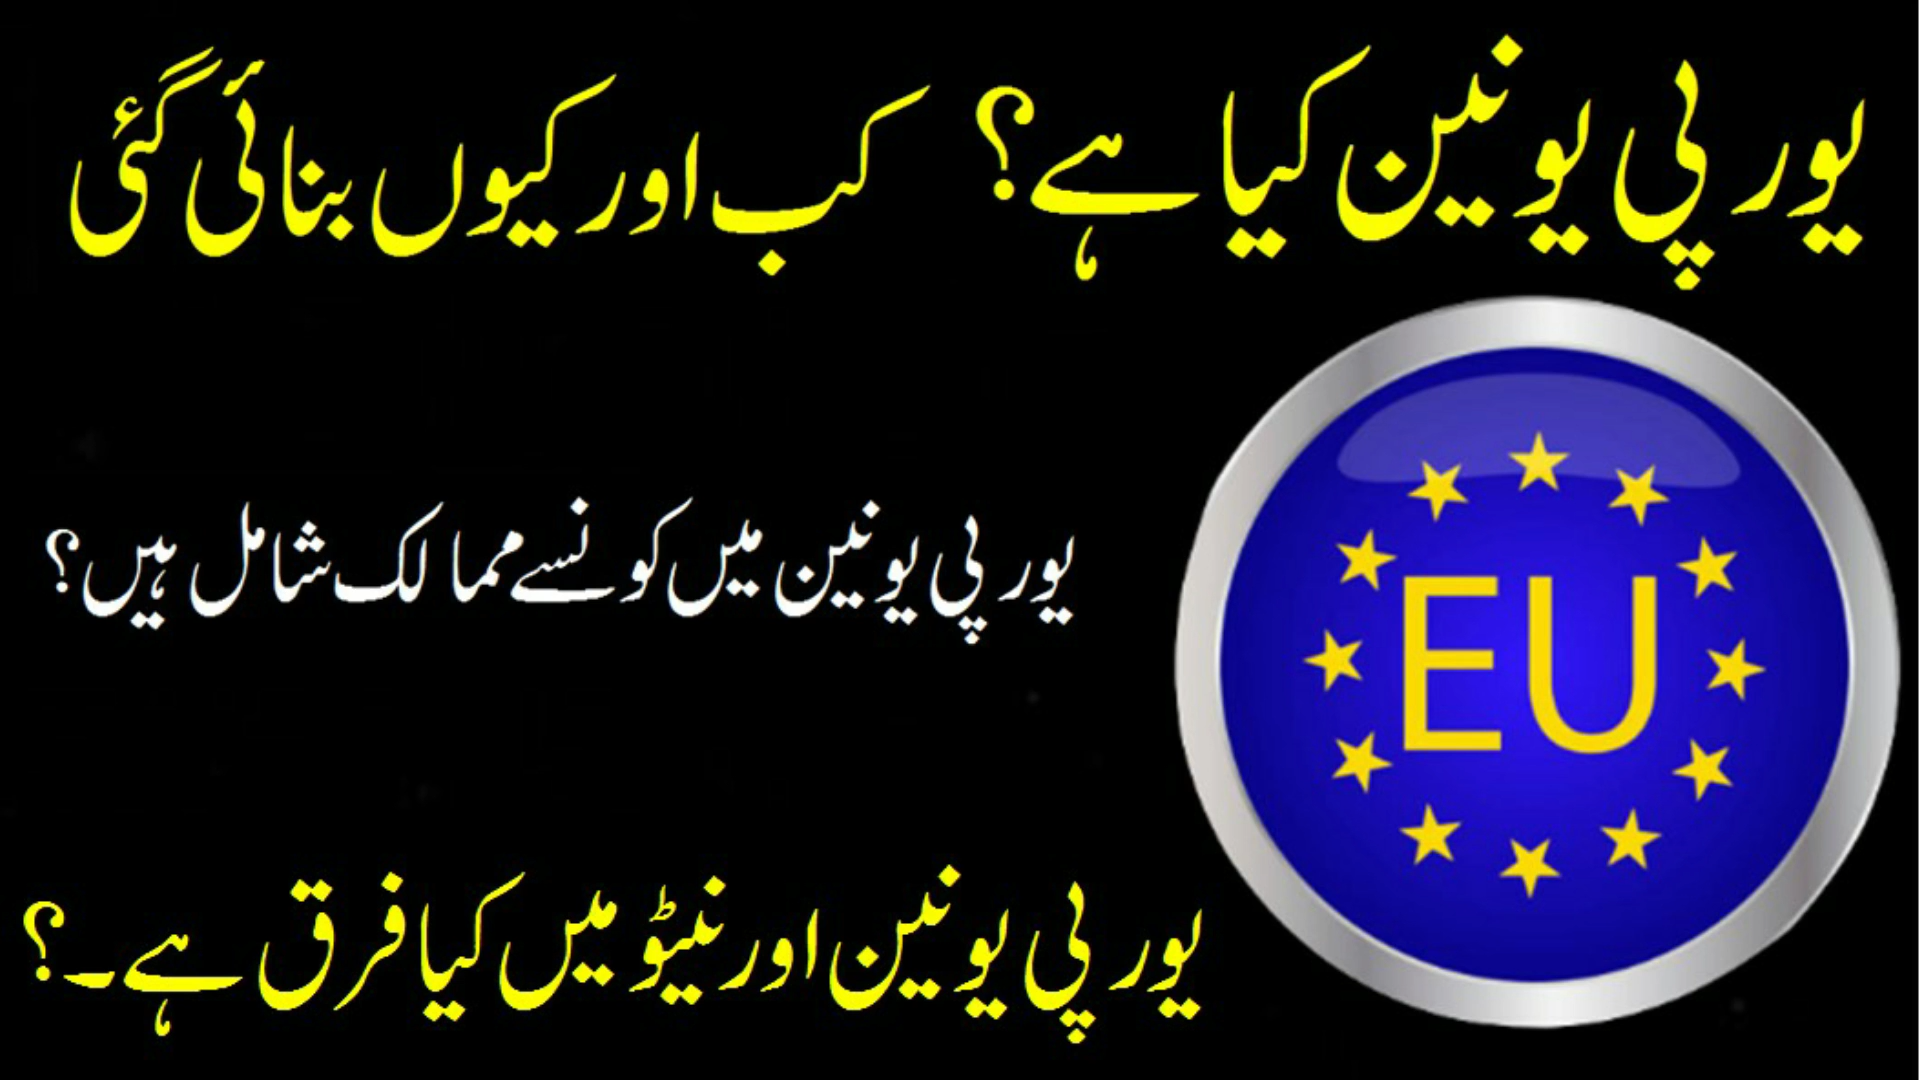 یورپی یونین کیا ہے؟ کب اور کیوں بنائی گئی
یورپی یونین میں کونسے ممالک شامل ہیں؟
EU
یورپی یونین اور نیٹو میں کیا فرق ہے۔؟